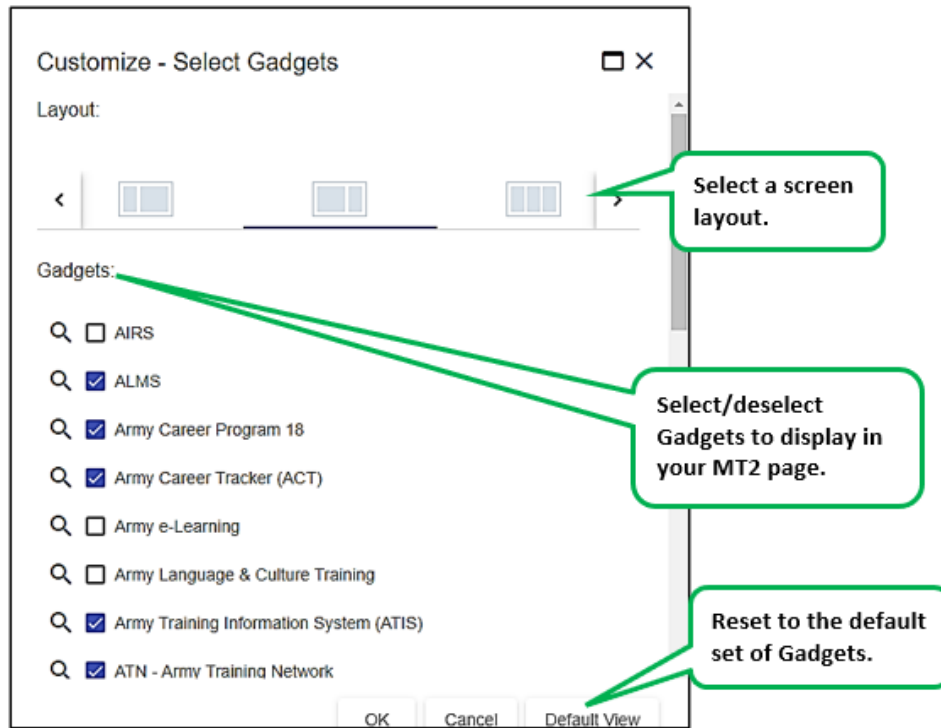 Customize - Select Gadgets
Layout:
Select a screen
layout.
Gadgets:
AIRS
ALMS
Army Career Program 18
Army Career Tracker (ACT)
Army e-Learning
Army Language & Culture Training
Army Training Information System (ATIS)
ATN - Army Training Network
Select/deselect
Gadgets to display in
your MT2 page.
Reset to the default
set of Gadgets.
OK Cancel Default View